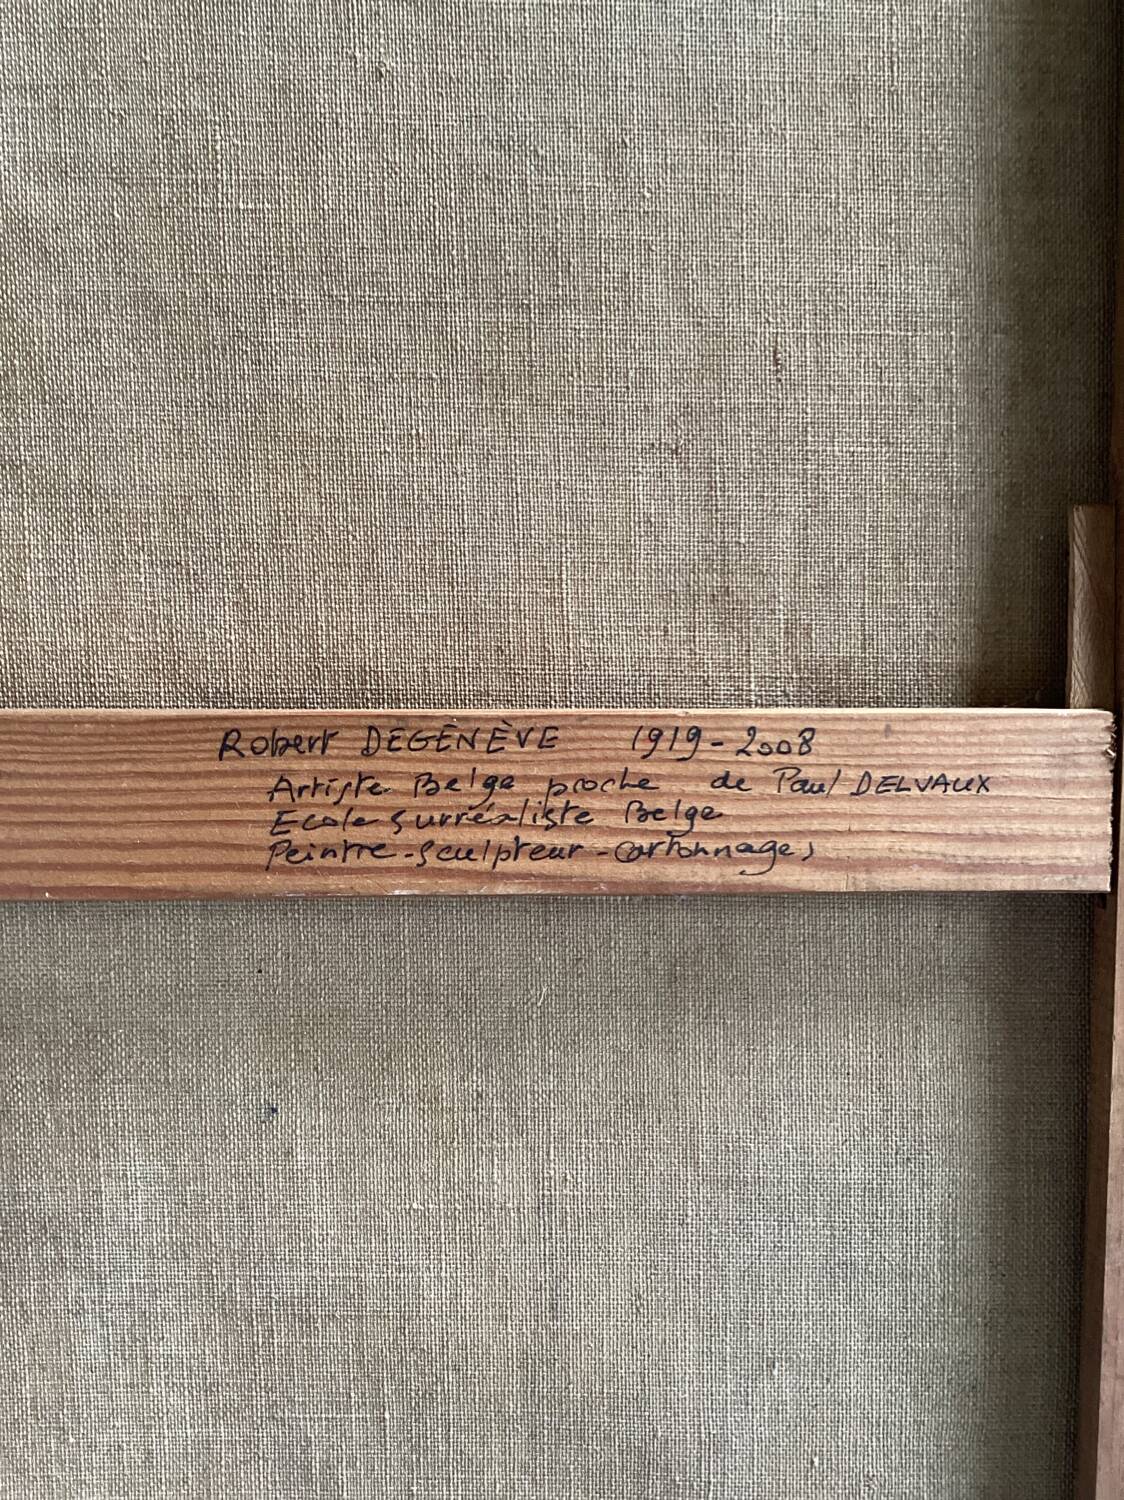 Robert DEGENÈVE 1919-2008
Artiste Belge proche de Paul DELVAUX
Ecole Surréaliste Belge
Peintre-Sculpteur-Cartonnages